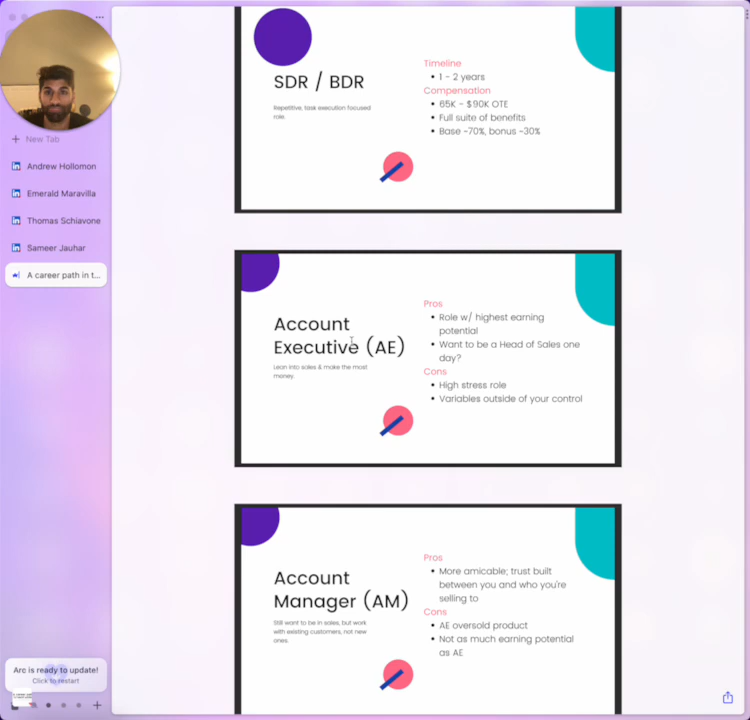 New Tab
Andrew Hollomon
Emerald Maravilla
Thomas Schiavone
Sameer Jauhar
A career path in t...
Arc is ready to update!
Click to restart
SDR / BDR
Repetitive, task execution focused
role.
Timeline
1 - 2 years
Compensation
65K - $90K OTE
Full suite of benefits
Base ~70%, bonus ~30%
Account
Executive (AE)
Lean into sales & make the most
money.
Pros
Role w/ highest earning
potential
Want to be a Head of Sales one
day?
Cons
High stress role
Variables outside of your control
Account
Manager (AM)
Still want to be in sales, but work
with existing customers, not new
ones.
Pros
More amicable; trust built
between you and who you're
selling to
Cons
AE oversold product
Not as much earning potential
as AE